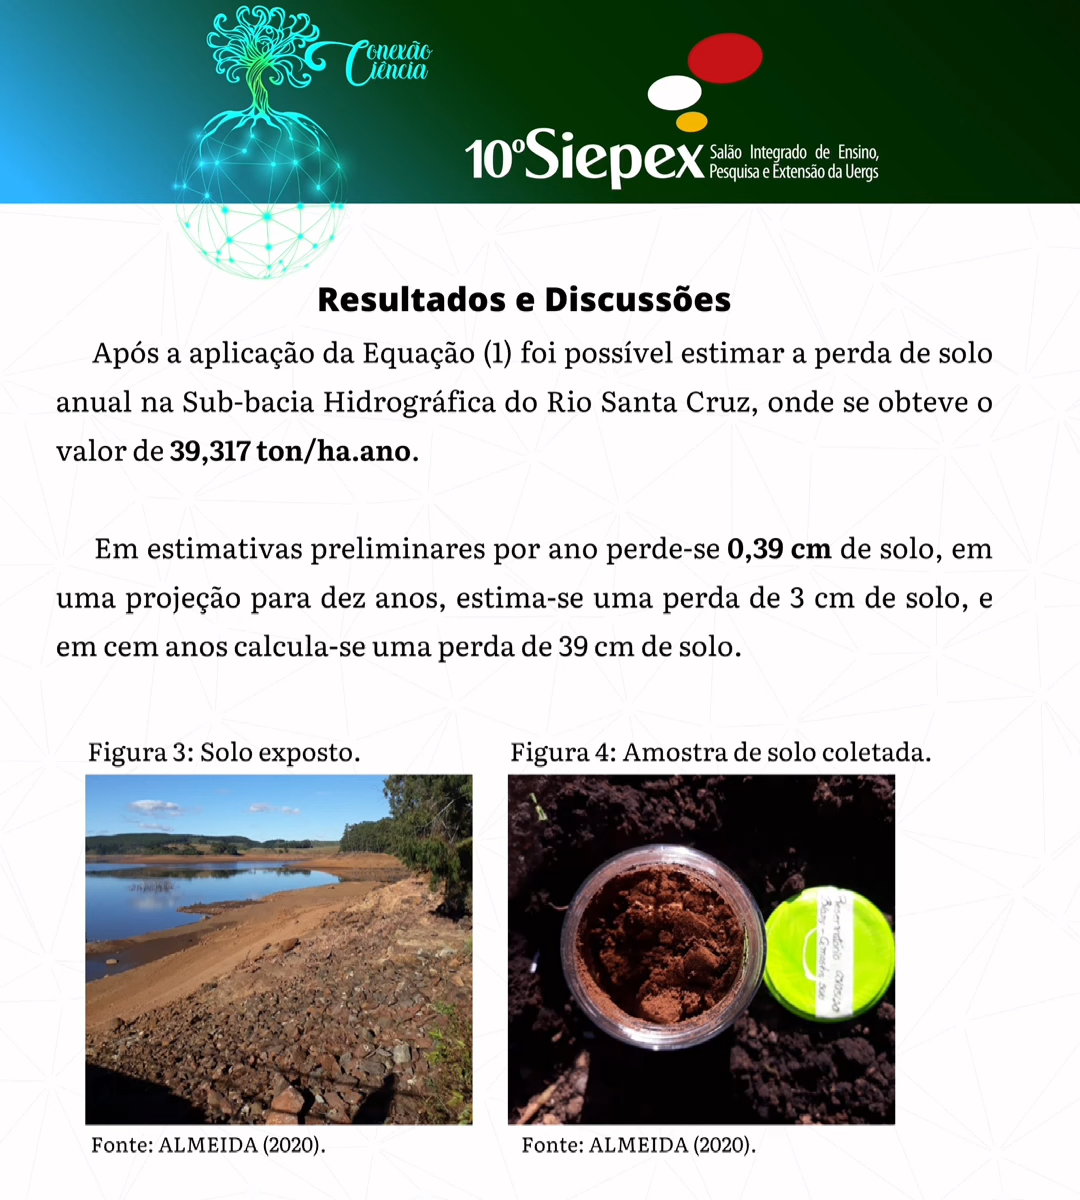 Conexão
Ciência
10º Siepex
Salão Integrado de Ensino,
Pesquisa e Extensão da Uergs
Resultados e Discussões
Após a aplicação da Equação (1) foi possível estimar a perda de solo
anual na Sub-bacia Hidrográfica do Rio Santa Cruz, onde se obteve o
valor de 39,317 ton/ha.ano.
Em estimativas preliminares por ano perde-se 0,39 cm de solo, em
uma projeção para dez anos, estima-se uma perda de 3 cm de solo, e
em cem anos calcula-se uma perda de 39 cm de solo.
Figura 3: Solo exposto.
Figura 4: Amostra de solo coletada.
Fonte: ALMEIDA (2020).
Fonte: ALMEIDA (2020).